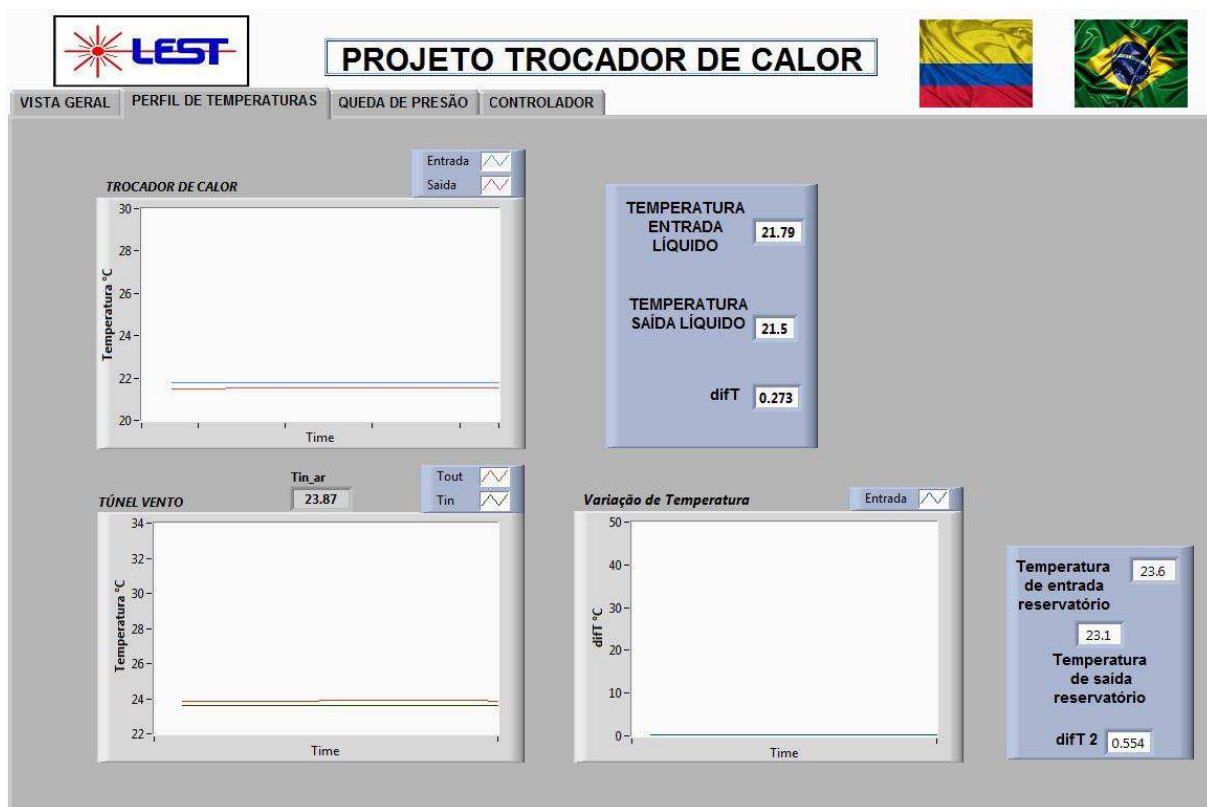 LEST
PROJETO TROCADOR DE CALOR
VISTA GERAL
PERFIL DE TEMPERATURAS
QUEDA DE PRESÃO
CONTROLADOR
TROCADOR DE CALOR
Entrada
Saida
Temperatura °C
30
28
26
24
22
20
Time
TEMPERATURA
ENTRADA
LÍQUIDO
21.79
TEMPERATURA
SAÍDA LÍQUIDO
21.5
difT
0.273
TÚNEL VENTO
Tin_ar
23.87
Tout
Tin
Temperatura °C
34
32
30
28
26
24
22
Time
Variação de Temperatura
Entrada
difT °C
50
40
30
20
10
0
Time
Temperatura
de entrada
reservatório
23.6
23.1
Temperatura
de saída
reservatório
difT 2
0.554